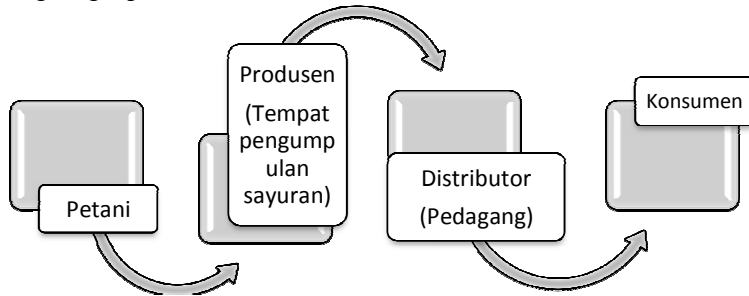 Petani
Produsen
(Tempat
pengump
ulan
sayuran)
Distributor
(Pedagang)
Konsumen